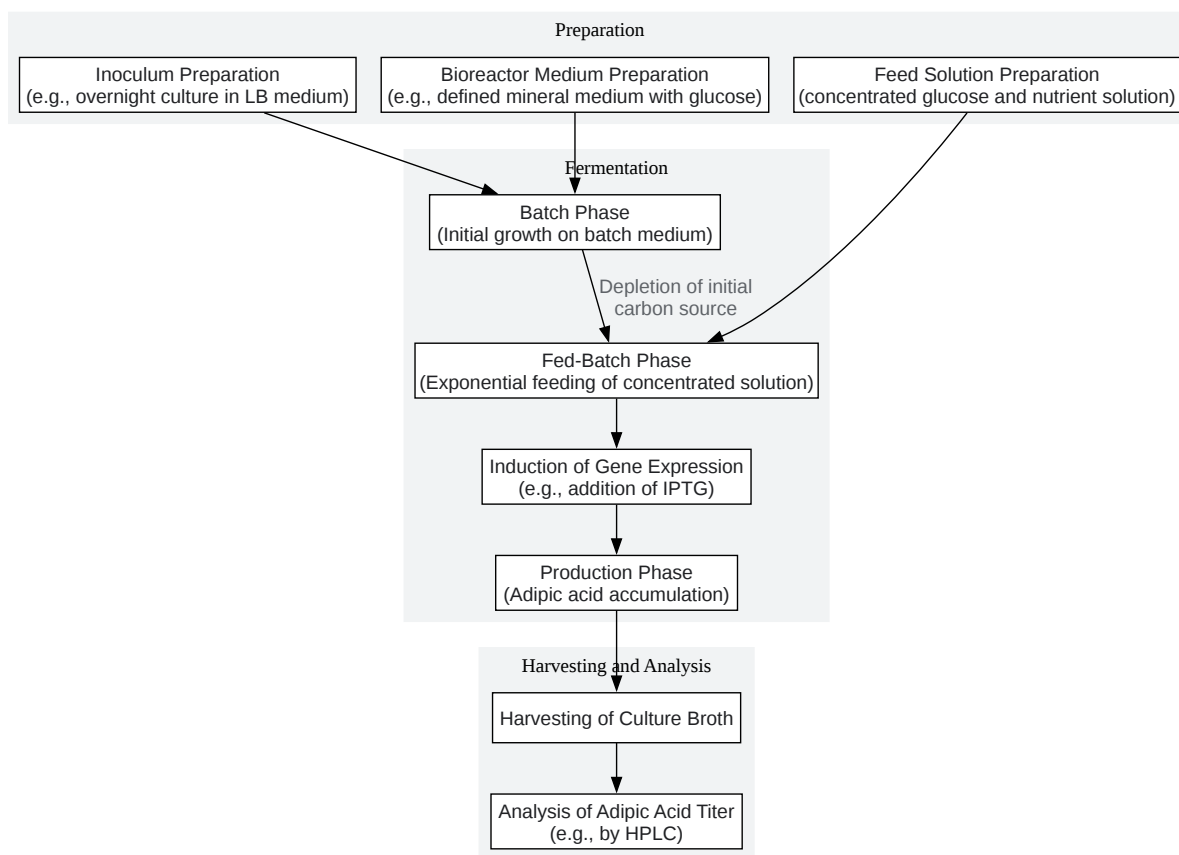 Preparation
Inoculum Preparation
(e.g., overnight culture in LB medium)
Bioreactor Medium Preparation
(e.g., defined mineral medium with glucose)
Feed Solution Preparation
(concentrated glucose and nutrient solution)
Fermentation
Batch Phase
(Initial growth on batch medium)
Depletion of initial
carbon source
Fed-Batch Phase
(Exponential feeding of concentrated solution)
Induction of Gene Expression
(e.g., addition of IPTG)
Production Phase
(Adipic acid accumulation)
Harvesting and Analysis
Harvesting of Culture Broth
Analysis of Adipic Acid Titer
(e.g., by HPLC)